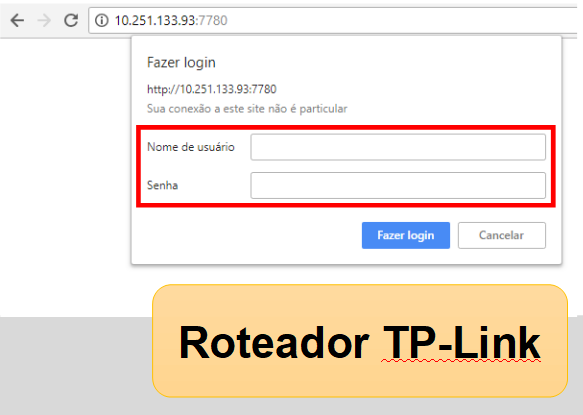 10.251.133.93:7780
Fazer login
http://10.251.133.93:7780
Sua conexão a este site não é particular
Nome de usuário
Senha
Fazer login
Cancelar
Roteador TP-Link